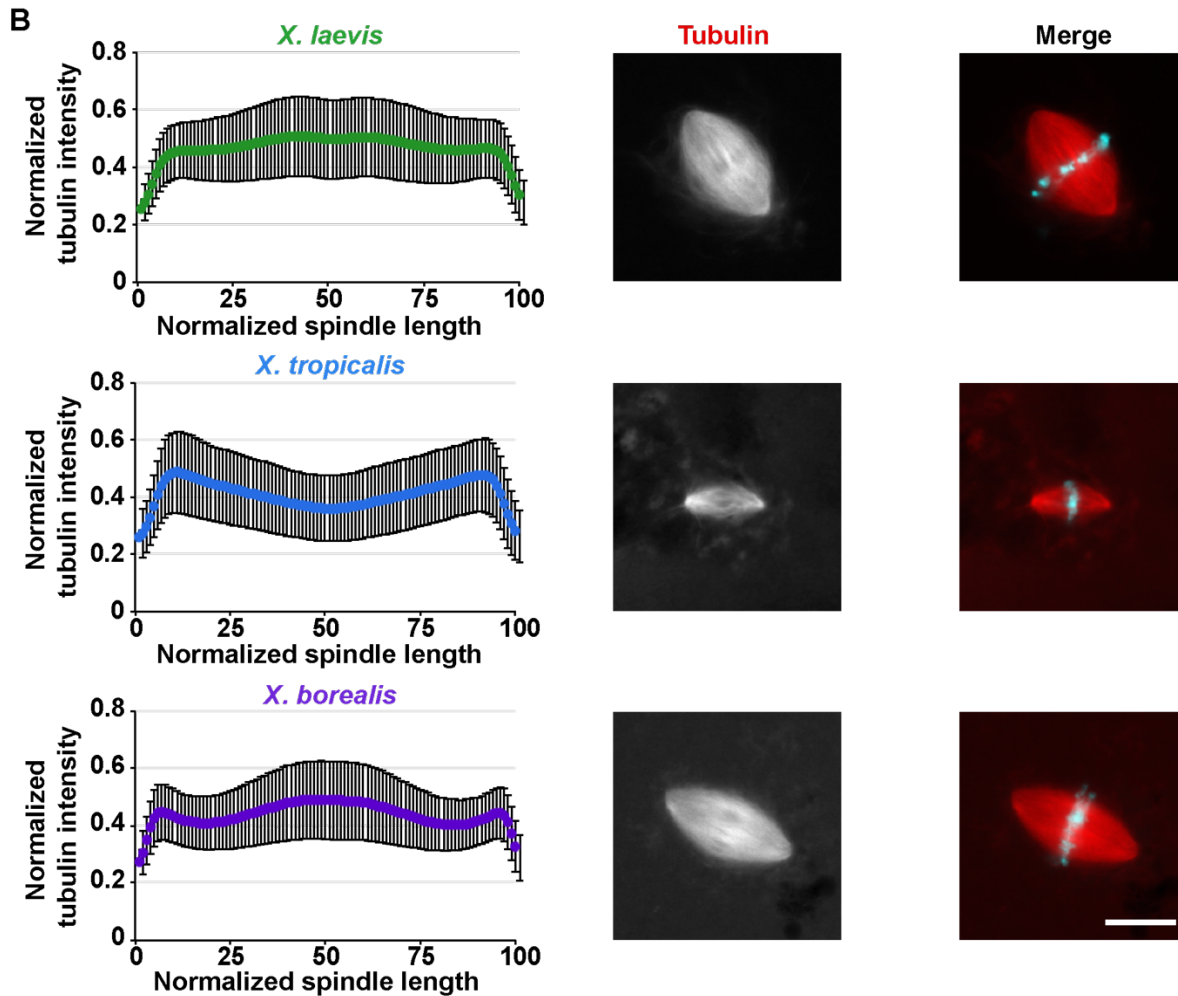 B
X. laevis
Tubulin
Merge
0.8
0.6
0.4
0.2
0
Normalized
tubulin intensity
0
25
50
75
100
Normalized spindle length
X. tropicalis
0.8
0.6
0.4
0.2
0
Normalized
tubulin intensity
0
25
50
75
100
Normalized spindle length
X. borealis
0.8
0.6
0.4
0.2
0
Normalized
tubulin intensity
0
25
50
75
100
Normalized spindle length